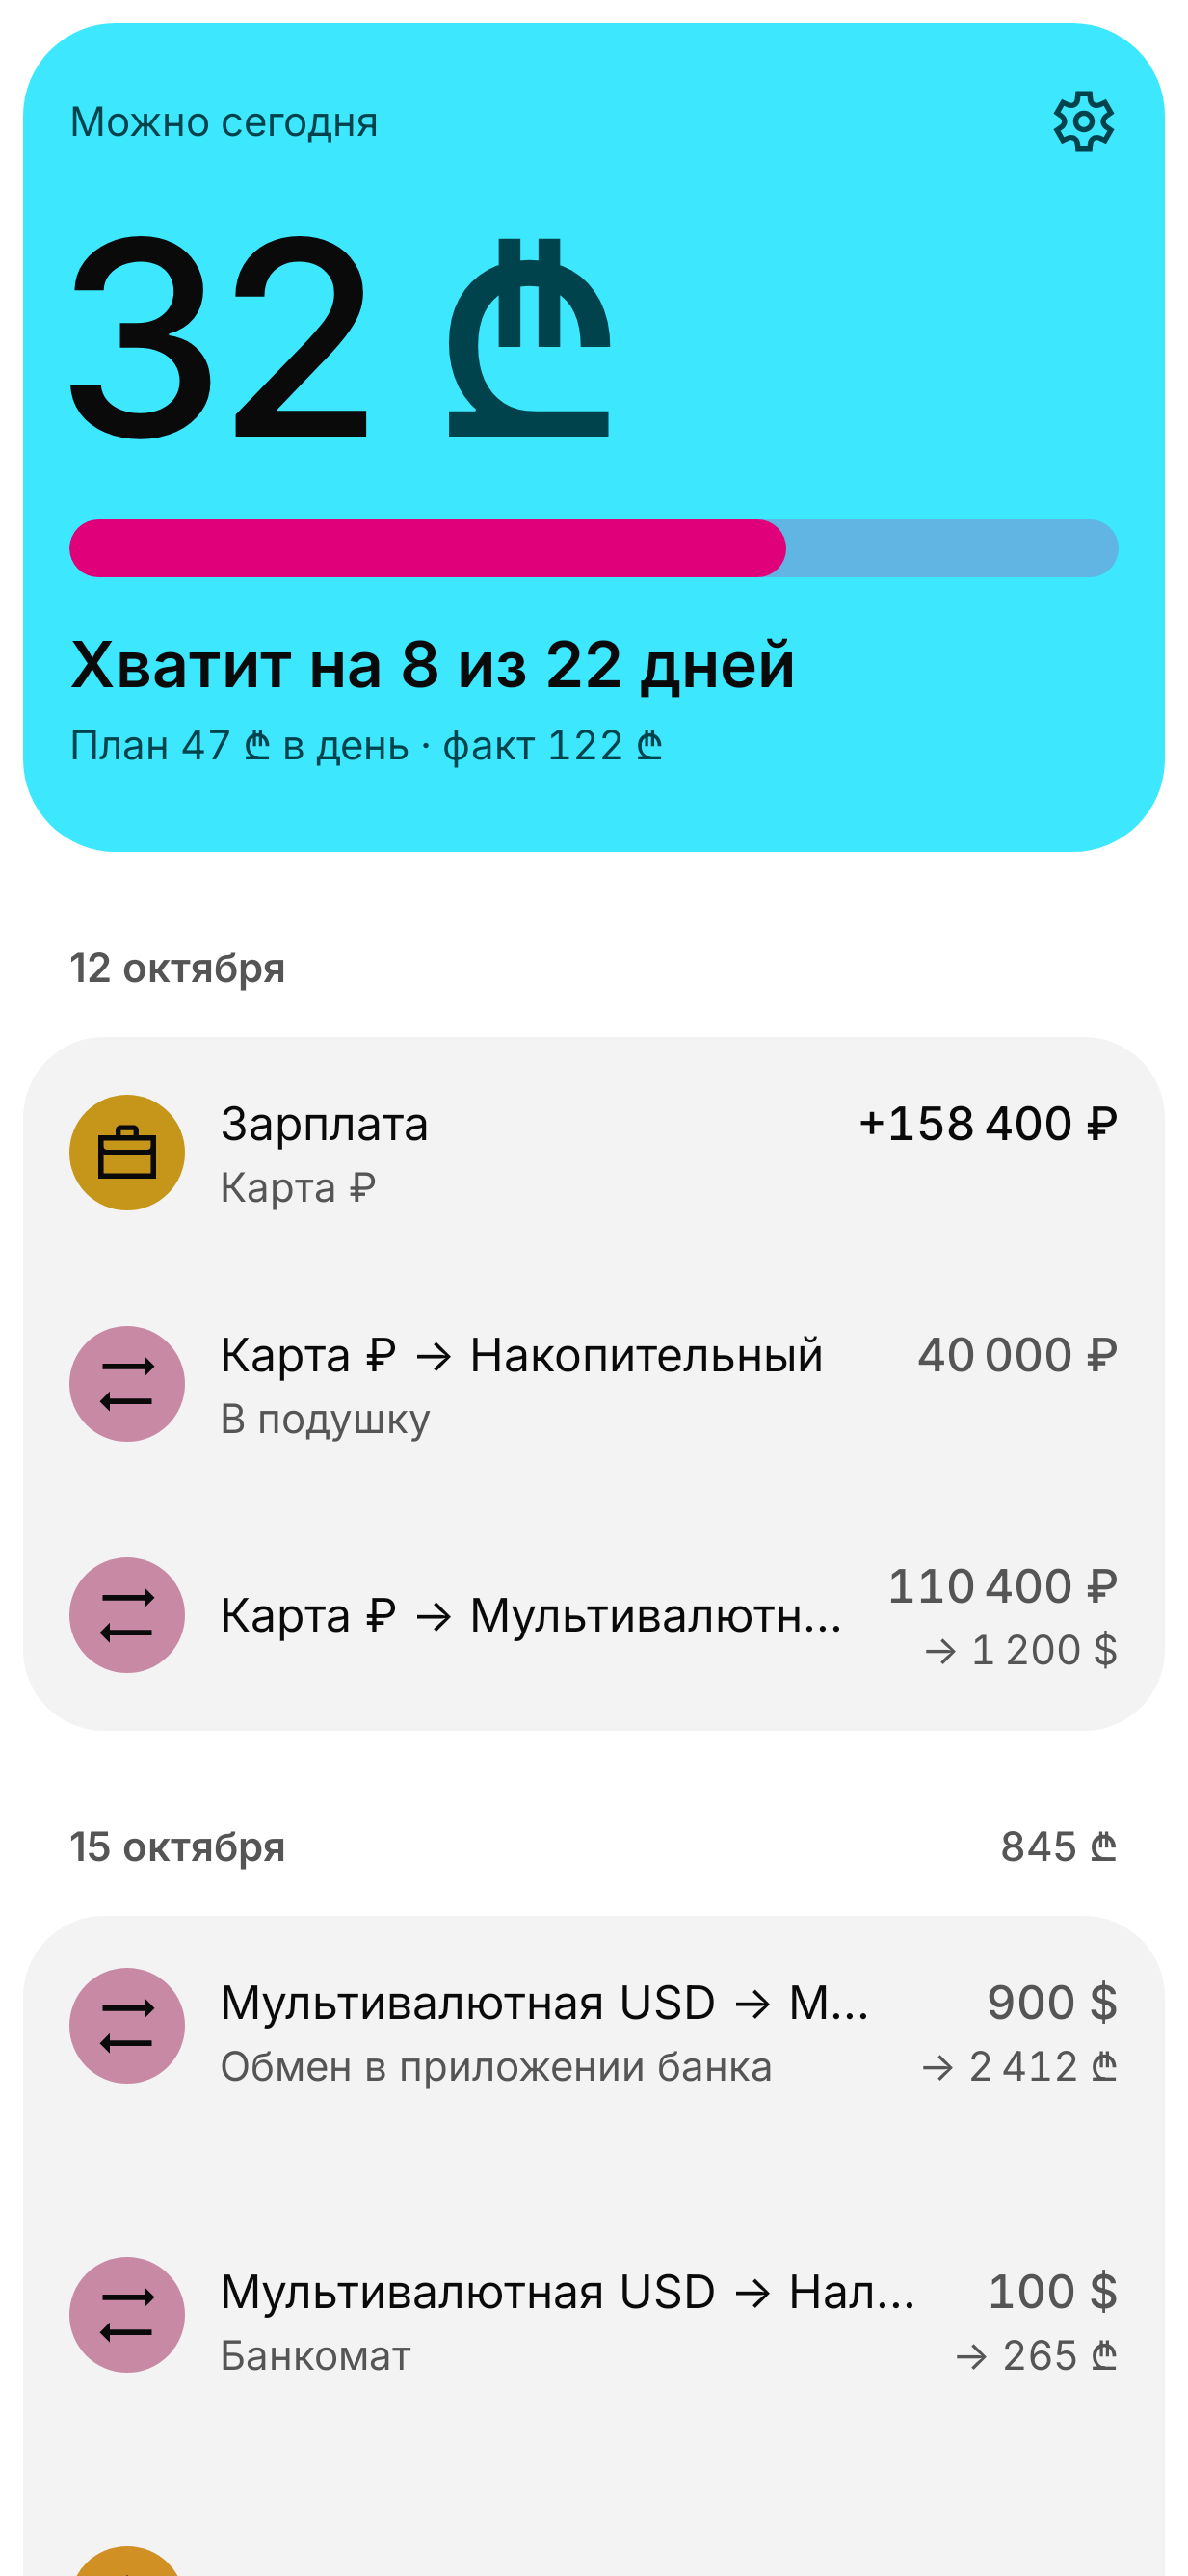 Можно сегодня
32 ₾
Хватит на 8 из 22 дней
План 47 ₾ в день · факт 122 ₾
12 октября
Зарплата
+158 400 ₽
Карта ₽
Карта ₽ → Накопительный
40 000 ₽
В подушку
Карта ₽ → Мультивалютн...
110 400 ₽
→ 1 200 $
15 октября
845 ₾
Мультивалютная USD → М...
900 $
Обмен в приложении банка
→ 2 412 ₾
Мультивалютная USD → Нал...
100 $
Банкомат
→ 265 ₾